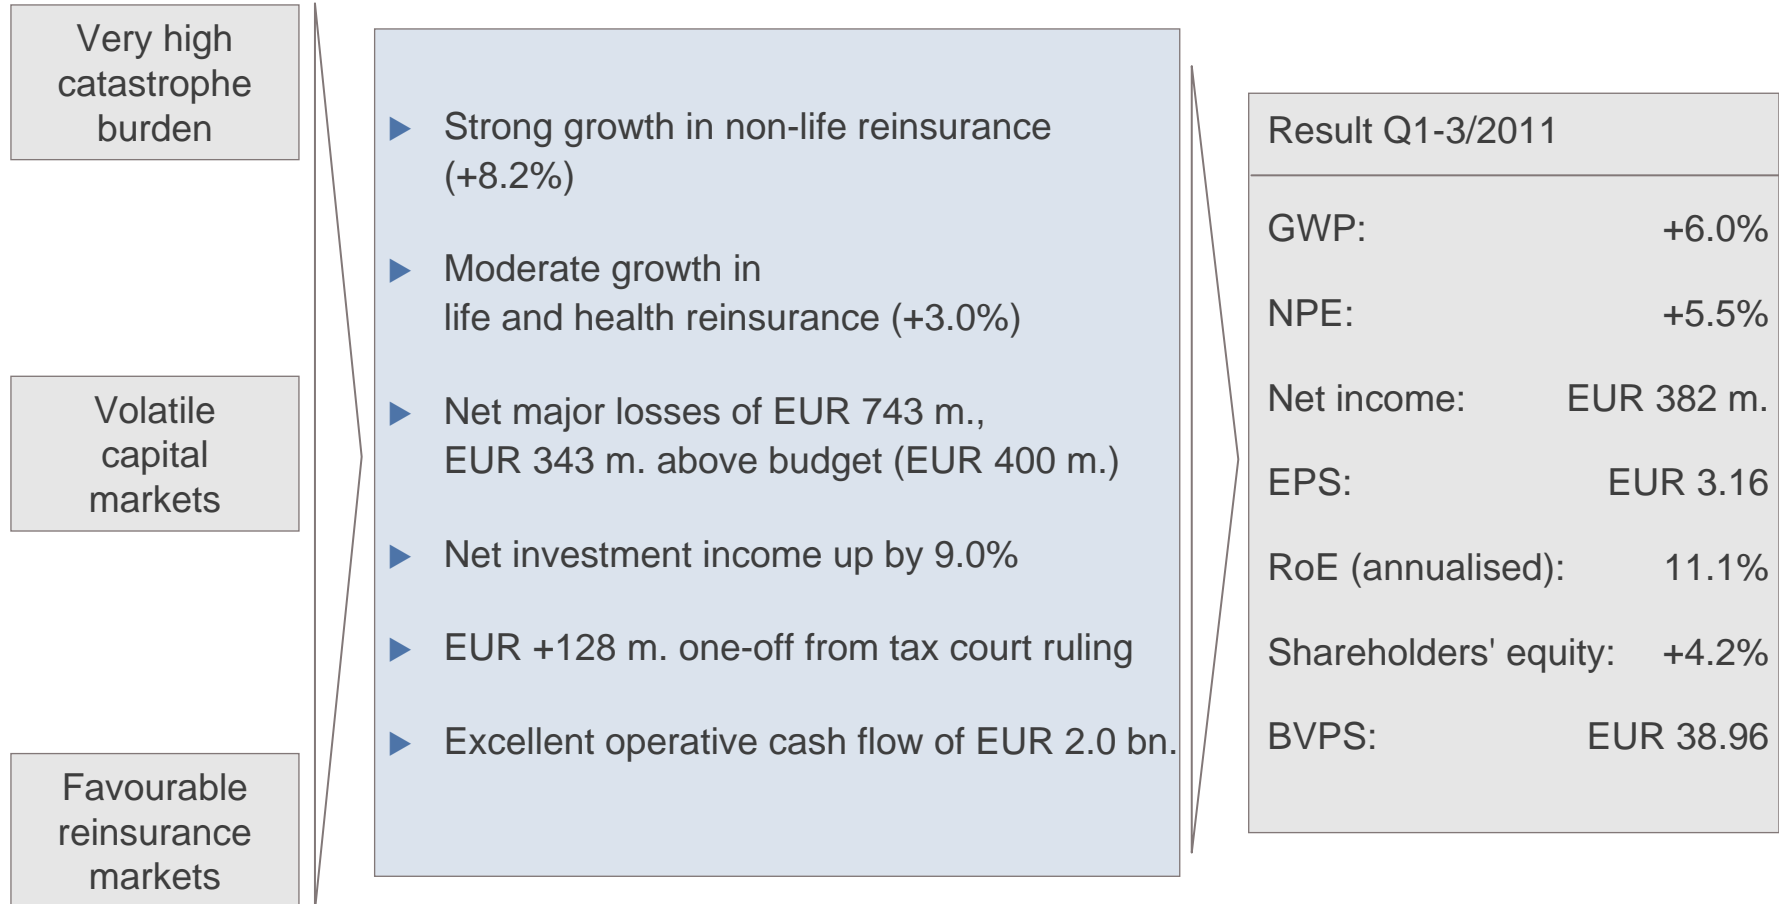 Very high
catastrophe
burden
Volatile
capital
markets
Favourable
reinsurance
markets
Strong growth in non-life reinsurance
(+8.2%)
Moderate growth in
life and health reinsurance (+3.0%)
Net major losses of EUR 743 m.,
EUR 343 m. above budget (EUR 400 m.)
Net investment income up by 9.0%
EUR +128 m. one-off from tax court ruling
Excellent operative cash flow of EUR 2.0 bn.
Result Q1-3/2011
GWP: +6.0%
NPE: +5.5%
Net income: EUR 382 m.
EPS: EUR 3.16
RoE (annualised): 11.1%
Shareholders' equity: +4.2%
BVPS: EUR 38.96